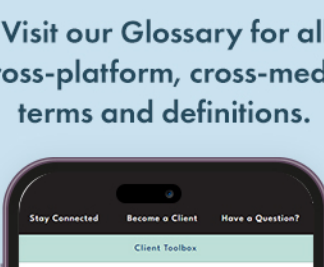 Visit our Glossary for al
ross-platform, cross-med
terms and definitions.
Stay Connected Become a Client Have a Question?
Client Toolbox